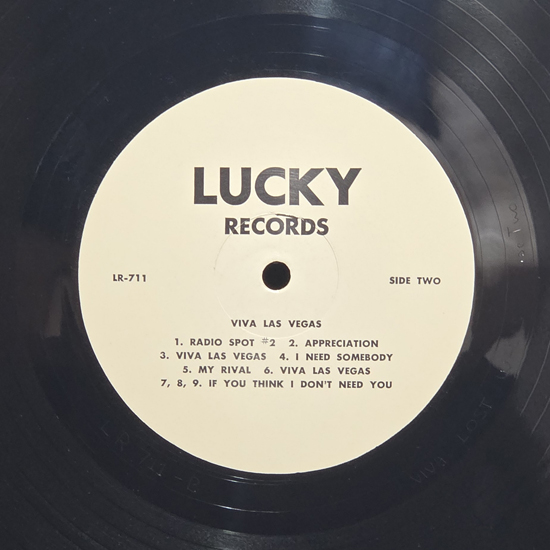 LUCKY
RECORDS
LR-711
SIDE TWO
VIVA LAS VEGAS
1. RADIO SPOT #2 2. APPRECIATION
3. VIVA LAS VEGAS 4. I NEED SOMEBODY
5. MY RIVAL 6. VIVA LAS VEGAS
7, 8, 9. IF YOU THINK I DON'T NEED YOU